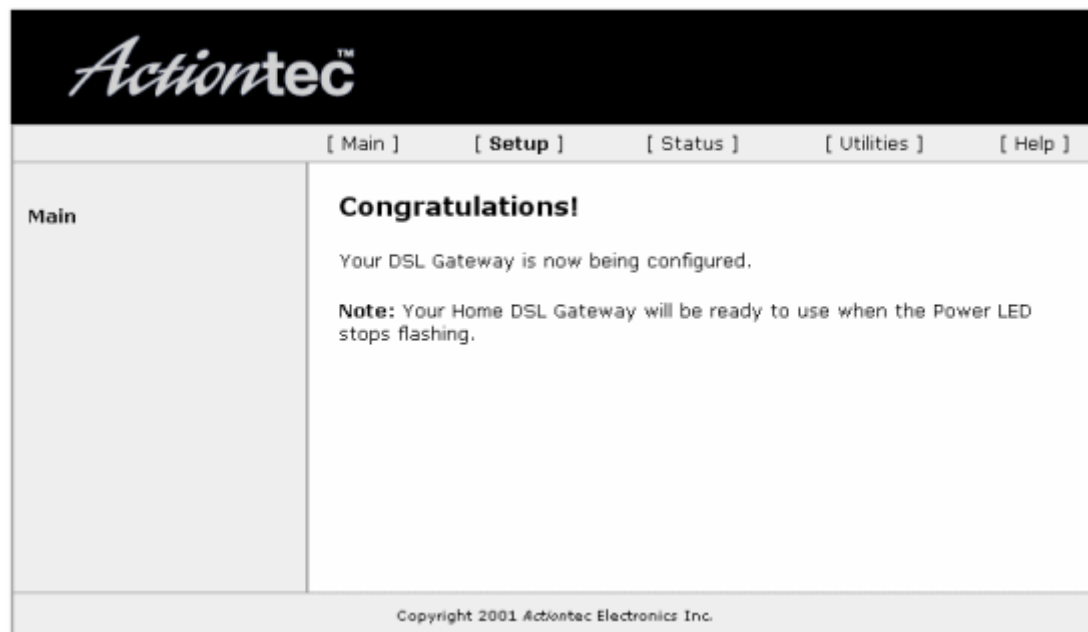 Actiontec™
[ Main ] [ Setup ] [ Status ] [ Utilities ] [ Help ]
Main
Congratulations!
Your DSL Gateway is now being configured.
Note: Your Home DSL Gateway will be ready to use when the Power LED
stops flashing.
Copyright 2001 Actiontec Electronics Inc.